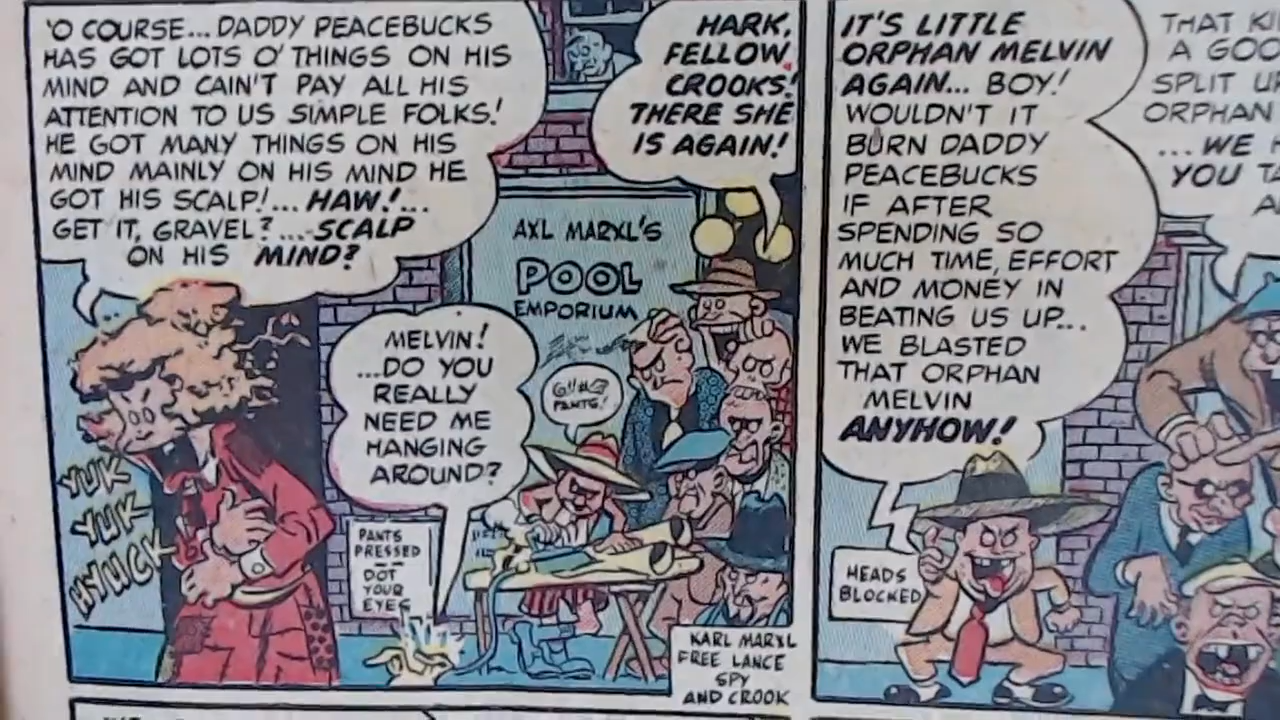 'O COURSE... DADDY PEACEBUCKS
HAS GOT LOTS O' THINGS ON HIS
MIND AND CAIN'T PAY ALL HIS
ATTENTION TO US SIMPLE FOLKS!
HE GOT MANY THINGS ON HIS
MIND MAINLY ON HIS MIND HE
GOT HIS SCALP!... HAW!...
GET IT, GRAVEL?...SCALP
ON HIS MIND?
HARK,
FELLOW
CROOKS!
THERE SHE
IS AGAIN!
AXL MARXL'S
POOL
EMPORIUM
MELVIN!
...DO YOU
REALLY
NEED ME
HANGING
AROUND?
PANTS!
YUK
YUK
HYUCK
PANTS
PRESSED
--
DOT
YOUR
EYES
KARL MARXL
FREE LANCE
SPY
AND CROOK
IT'S LITTLE
ORPHAN MELVIN
AGAIN... BOY!
WOULDN'T IT
BURN DADDY
PEACEBUCKS
IF AFTER
SPENDING SO
MUCH TIME, EFFORT
AND MONEY IN
BEATING US UP...
WE BLASTED
THAT ORPHAN
MELVIN
ANYHOW!
HEADS
BLOCKED
THAT
A
SPLIT
ORPHAN
...WE
YOU